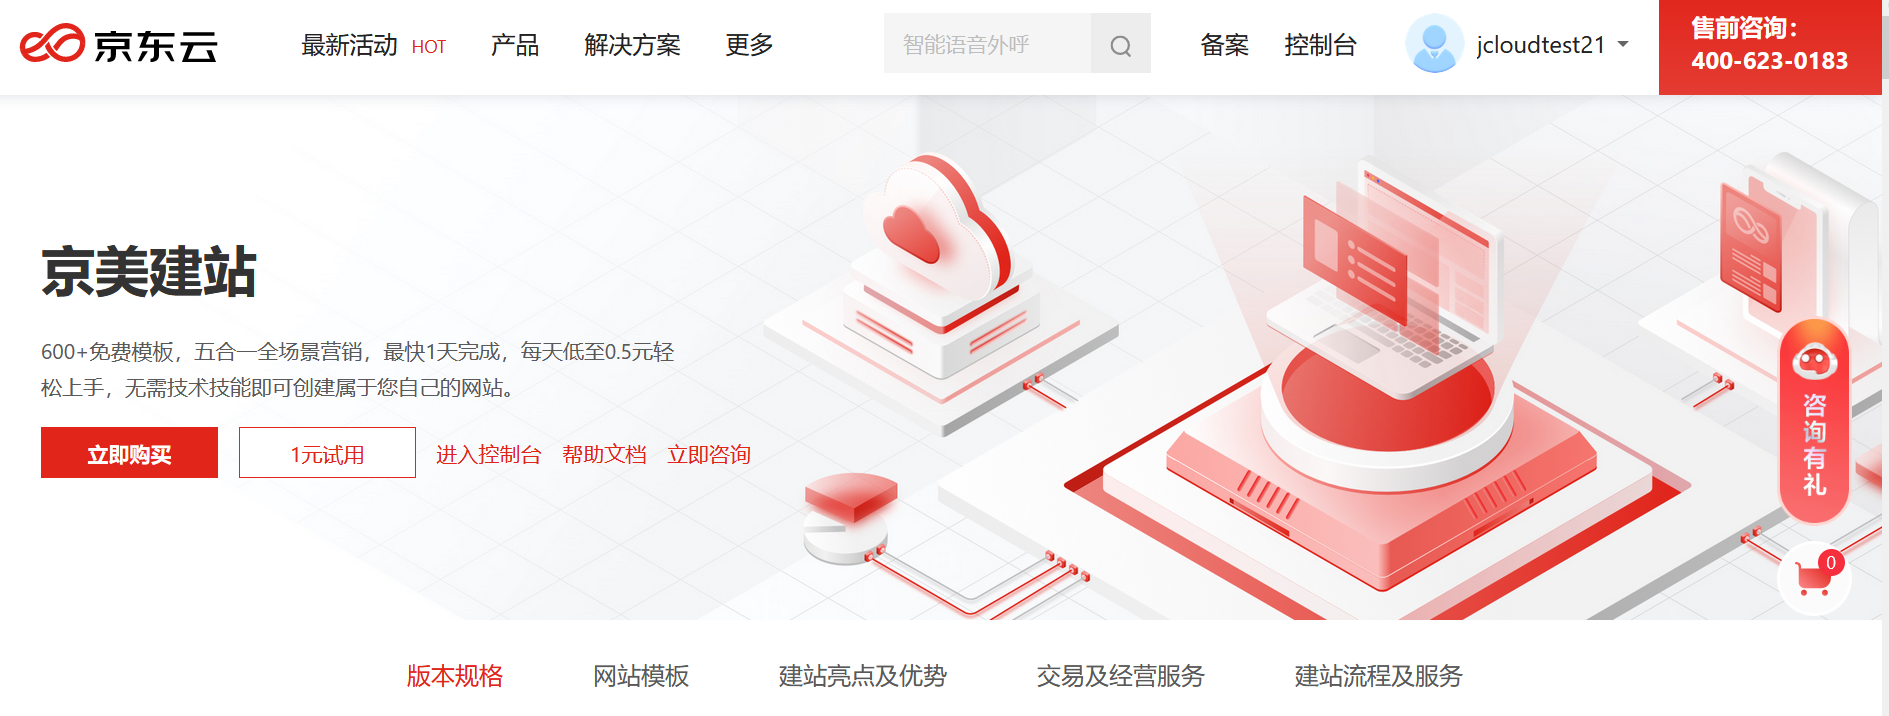 京东云
最新活动 HOT 产品 解决方案 更多
智能语音外呼
备案 控制台
jcloudtest21
售前咨询：
400-623-0183
京美建站
600+免费模板，五合一全场景营销，最快1天完成，每天低至0.5元轻
松上手，无需技术技能即可创建属于您自己的网站。
立即购买 1元试用 进入控制台 帮助文档 立即咨询
咨询有礼
0
版本规格 网站模板 建站亮点及优势 交易及经营服务 建站流程及服务